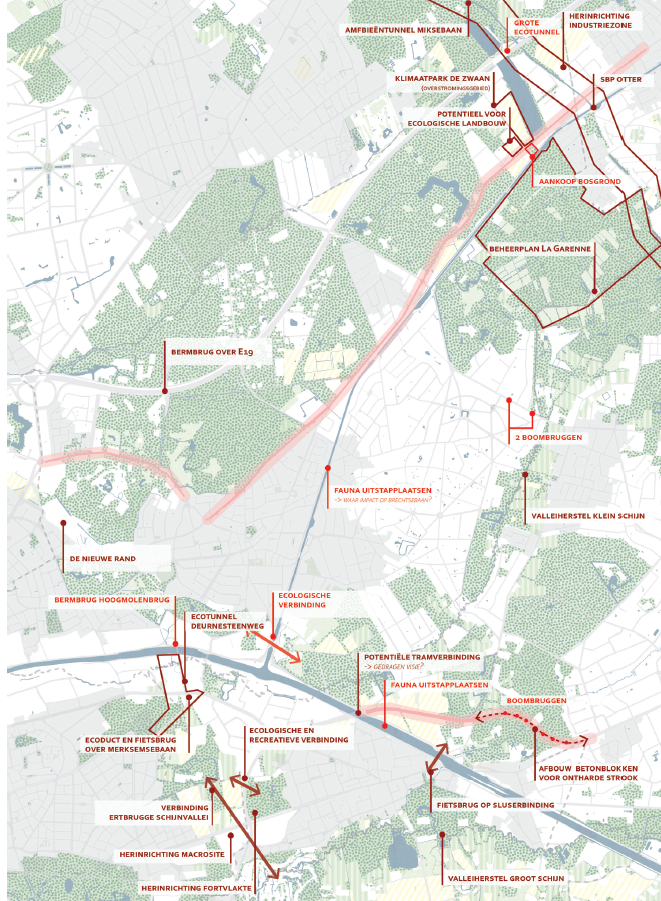 AMFBIEËNTUNNEL MIKSEBAAN
GROTE
ECOTUNNEL
HERINRICHTING
INDUSTRIEZONE
KLIMAATPARK DE ZWAAN
(OVERSTROMINGSGEBIED)
SBP OTTER
POTENTIEEL VOOR
ECOLOGISCHE LANDBOUW
AANKOOP BOSGROND
BEHEERPLAN LA GARENNE
BERMBRUG OVER E19
2 BOOMBRUGGEN
FAUNA UITSTAPPLAATSEN
-> WAAR IMPACT OP BRECHTSEBAAN?
VALLEIHERSTEL KLEIN SCHIJN
DE NIEUWE RAND
BERMBRUG HOOGMOLENBRUG
ECOLOGISCHE
VERBINDING
ECOTUNNEL
DEURNESTEENWEG
POTENTIËLE TRAMVERBINDING
-> GEDRAGEN VISIE?
FAUNA UITSTAPPLAATSEN
BOOMBRUGGEN
ECODUCT EN FIETSBRUG
OVER MERKSEMSEBAAN
ECOLOGISCHE EN
RECREATIEVE VERBINDING
AFBOUW BETONBLOKKEN
VOOR ONTHARDE STROOK
VERBINDING
ERTBRUGGE SCHIJNVALLEI
FIETSBRUG OP SLUSERBINDING
HERINRICHTING MACROSITE
HERINRICHTING FORTVLAKTE
VALLEIHERSTEL GROOT SCHIJN